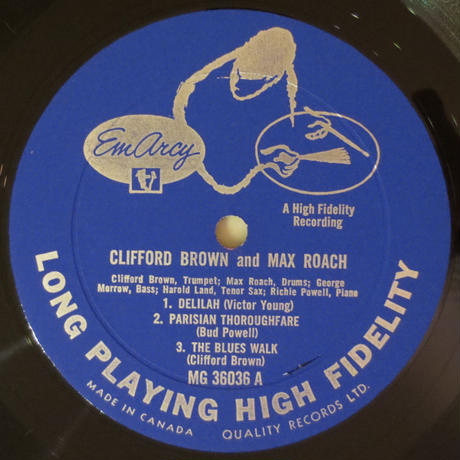 EmArcy
A High Fidelity
Recording
CLIFFORD BROWN and MAX ROACH
Clifford Brown, Trumpet; Max Roach, Drums; George
Morrow, Bass; Harold Land, Tenor Sax; Richie Powell, Piano
1. DELILAH (Victor Young)
2. PARISIAN THOROUGHFARE
(Bud Powell)
3. THE BLUES WALK
(Clifford Brown)
MG 36036 A
LONG PLAYING HIGH FIDELITY
MADE IN CANADA QUALITY RECORDS LTD.